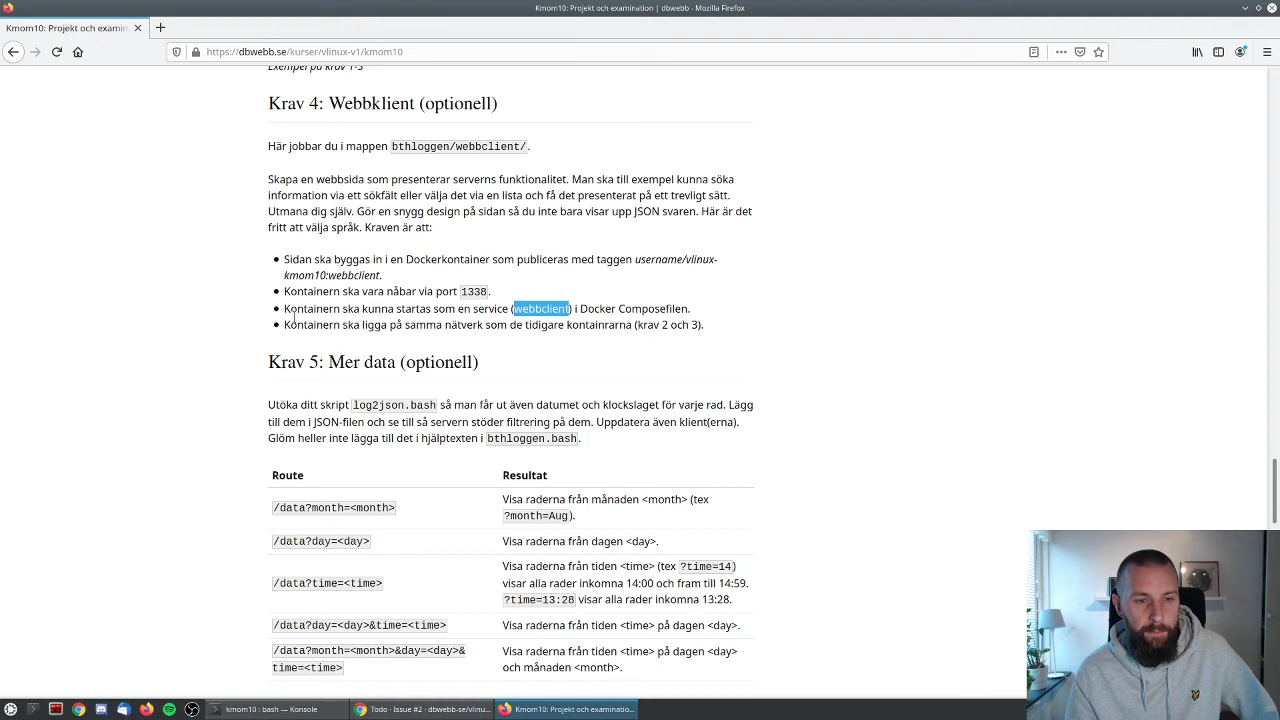 Kmom10: Projekt och examination | dbwebb - Mozilla Firefox
Kmom10: Projekt och examin
https://dbwebb.se/kurser/vlinux-v1/kmom10
Exempel på krav 1-3
Krav 4: Webbklient (optionell)
Här jobbar du i mappen bthloggen/webbclient/.
Skapa en webbsida som presenterar serverns funktionalitet. Man ska till exempel kunna söka
information via ett sökfält eller välja det via en lista och få det presenterat på ett trevligt sätt.
Utmana dig själv. Gör en snygg design på sidan så du inte bara visar upp JSON svaren. Här är det
fritt att välja språk. Kraven är att:
Sidan ska byggas in i en Dockerkontainer som publiceras med taggen username/vlinux-
kmom10:webbclient.
Kontainern ska vara nåbar via port 1338.
Kontainern ska kunna startas som en service (webbclient) i Docker Composefilen.
Kontainern ska ligga på samma nätverk som de tidigare kontainrarna (krav 2 och 3).
Krav 5: Mer data (optionell)
Utöka ditt skript log2json.bash så man får ut även datumet och klockslaget för varje rad. Lägg
till dem i JSON-filen och se till så servern stöder filtrering på dem. Uppdatera även klient(erna).
Glöm heller inte lägga till det i hjälptexten i bthloggen.bash.
Route Resultat
/data?month=<month> Visa raderna från månaden <month> (tex
?month=Aug).
/data?day=<day> Visa raderna från dagen <day>.
/data?time=<time> Visa raderna från tiden <time> (tex ?time=14)
visar alla rader inkomna 14:00 och fram till 14:59.
?time=13:28 visar alla rader inkomna 13:28.
/data?day=<day>&time=<time> Visa raderna från tiden <time> på dagen <day>.
/data?month=<month>&day=<day>& Visa raderna från tiden <time> på dagen <day>
time=<time> och månaden <month>.
kmom10 : bash — Konsole
Todo · Issue #2 · dbwebb-se/vlinu...
Kmom10: Projekt och examinatio...